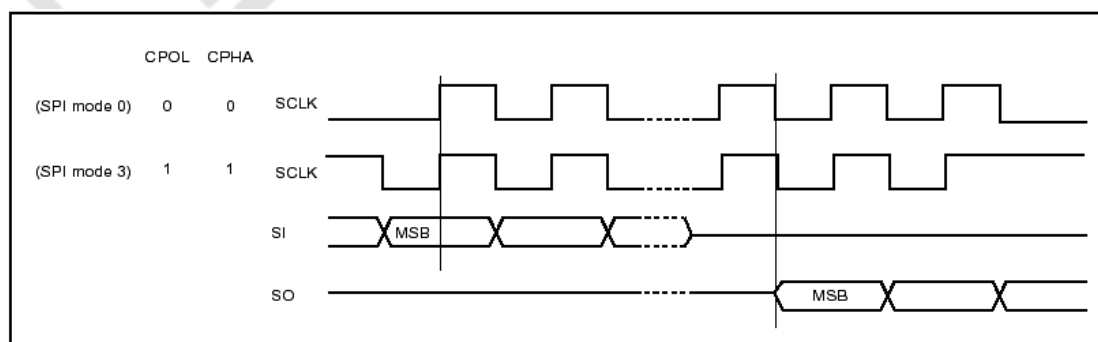 CPOL CPHA
(SPI mode 0) 0 0 SCLK
(SPI mode 3) 1 1 SCLK
SI MSB
SO MSB